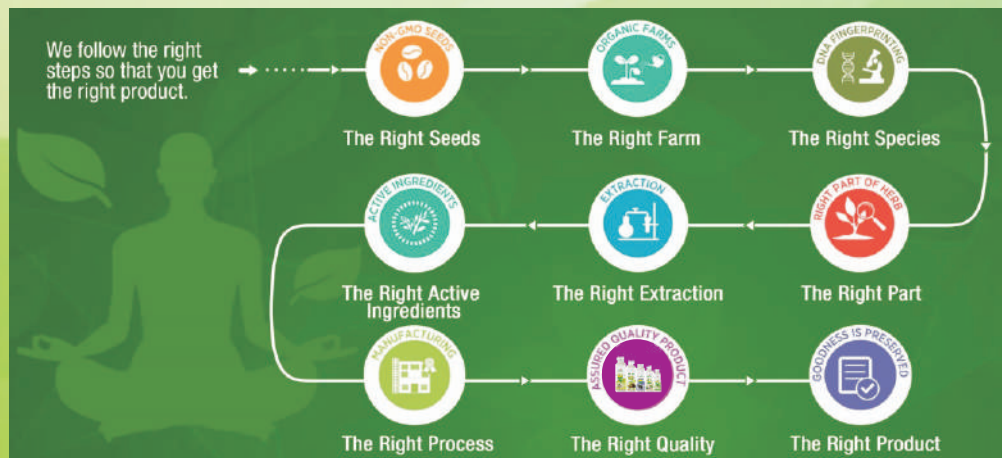 We follow the right
steps so that you get
the right product.
NON-GMO SEEDS
The Right Seeds
ORGANIC FARMS
The Right Farm
DNA FINGERPRINTING
The Right Species
RIGHT PART OF HERB
The Right Part
EXTRACTION
The Right Extraction
ACTIVE INGREDIENTS
The Right Active
Ingredients
MANUFACTURING
The Right Process
ASSURED QUALITY PRODUCT
The Right Quality
GOODNESS IS PRESERVED
The Right Product